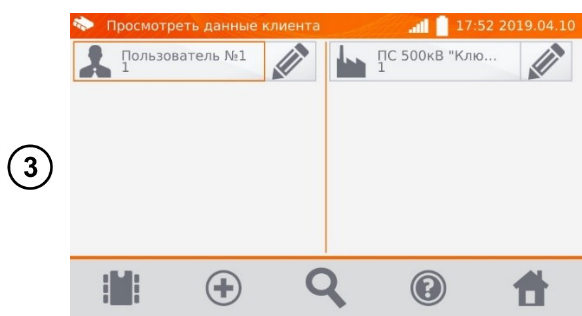 Просмотреть данные клиента 17:52 2019.04.10
Пользователь №1
1
ПС 500кВ "Клю...
1
3